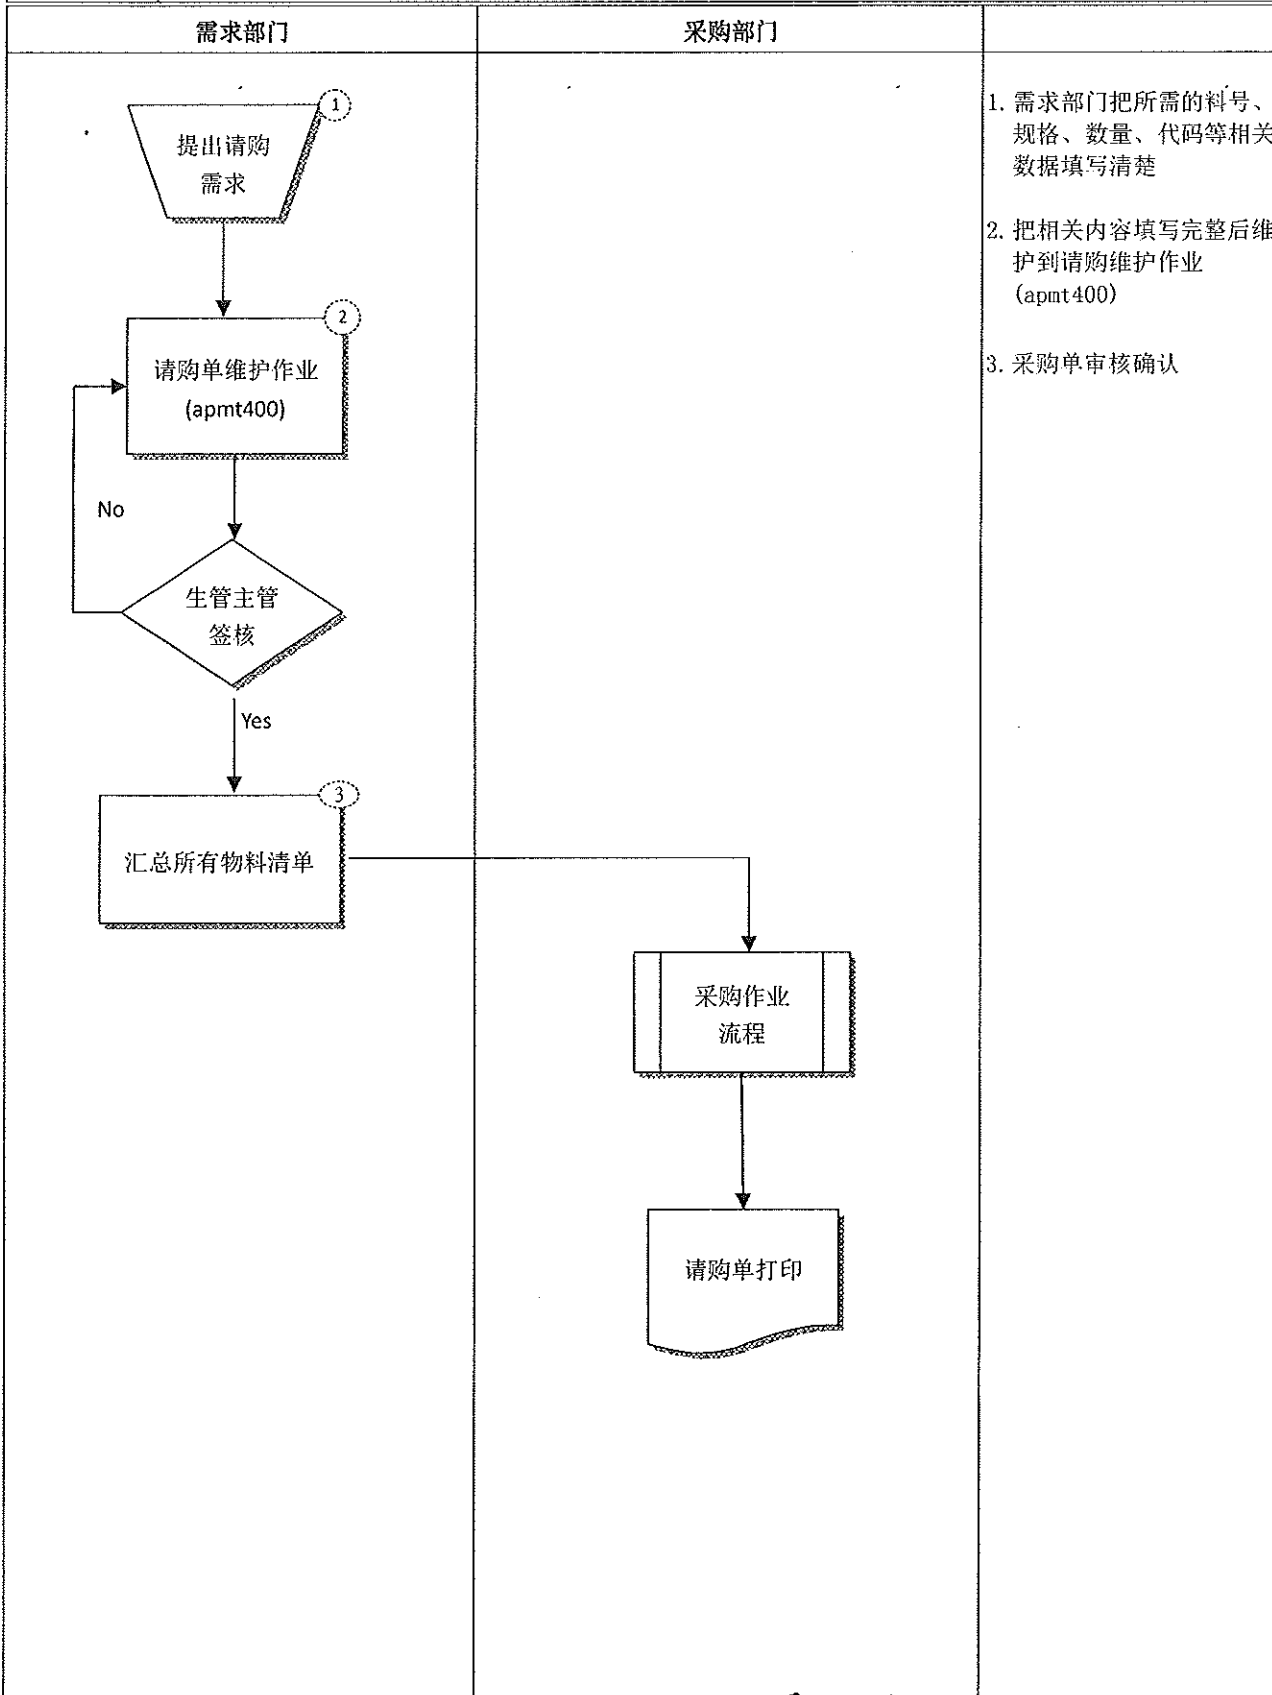 需求部门
采购部门
1
提出请购
需求
2
请购单维护作业
(apmt400)
No
生管主管
签核
Yes
3
汇总所有物料清单
采购作业
流程
请购单打印
1. 需求部门把所需的料号、
规格、数量、代码等相关
数据填写清楚
2. 把相关内容填写完整后维
护到请购维护作业
(apmt400)
3. 采购单审核确认